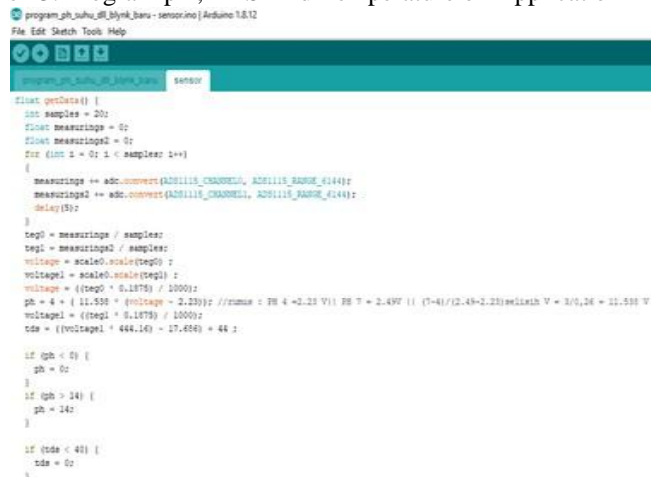 program_ph_suhu_dll_blynk_baru - sensor.ino | Arduino 1.8.12
File Edit Sketch Tools Help
program_ph_suhu_dll_blynk_baru sensor
float getData() {
int samples = 20;
float measurings = 0;
float measurings2 = 0;
for (int i = 0; i < samples; i++)
{
measurings += adc.convert(ADS1115_CHANNEL0, ADS1115_RANGE_6144);
measurings2 += adc.convert(ADS1115_CHANNEL1, ADS1115_RANGE_6144);
delay(5);
}
teg0 = measurings / samples;
teg1 = measurings2 / samples;
voltage = scale0.scale(teg0) ;
voltage1 = scale0.scale(teg1) ;
voltage = ((teg0 * 0.1875) / 1000);
ph = 4 + ( 11.538 * (voltage - 2.23)); //rumus : PH 4 =2.23 V|| PH 7 = 2.49V || (7-4)/(2.49-2.23)selisih V = 3/0,26 = 11.538 V
voltage1 = ((teg1 * 0.1875) / 1000);
tds = ((voltage1 * 444.16) - 17.686) + 44 ;
if (ph < 0) {
ph = 0;
}
if (ph > 14) {
ph = 14;
}
if (tds < 40) {
tds = 0;
}